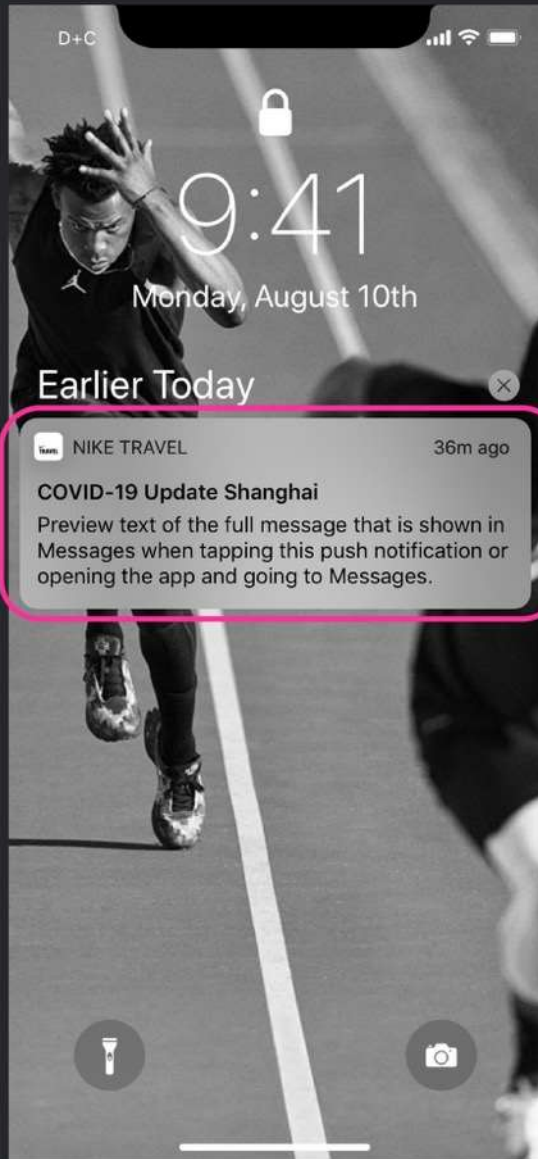 D+C
9:41
Monday, August 10th
Earlier Today
NIKE TRAVEL 36m ago
COVID-19 Update Shanghai
Preview text of the full message that is shown in
Messages when tapping this push notification or
opening the app and going to Messages.